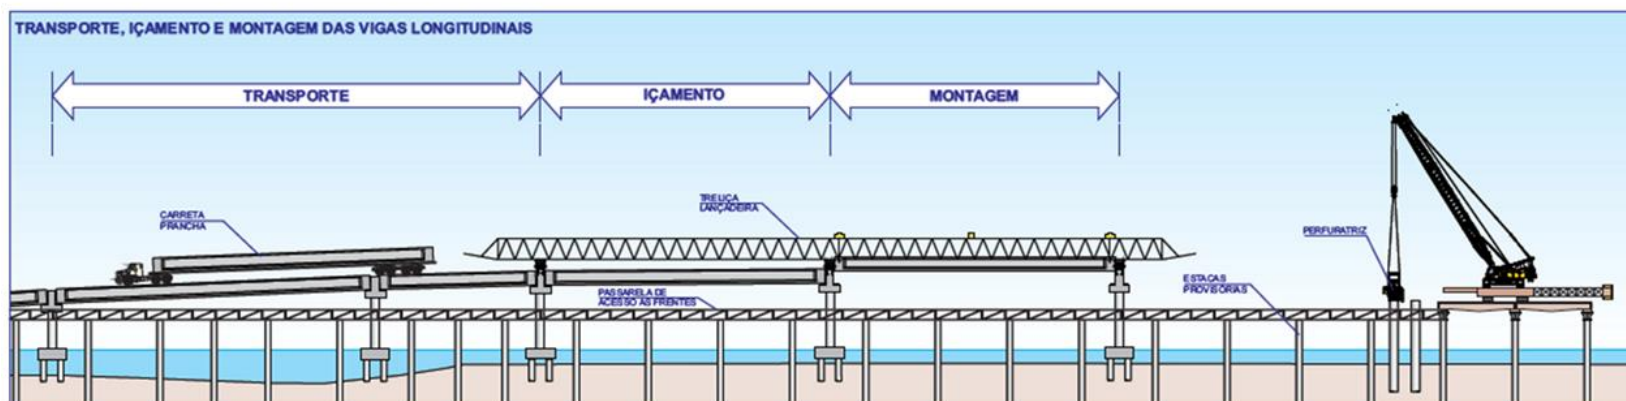 TRANSPORTE, IÇAMENTO E MONTAGEM DAS VIGAS LONGITUDINAIS
TRANSPORTE
IÇAMENTO
MONTAGEM
CARRETA
PRANCHA
TRELIÇA
LANÇADEIRA
PERFURATRIZ
PASSARELA DE
ACESSO AS FRENTES
ESTACAS
PROVISÓRIAS